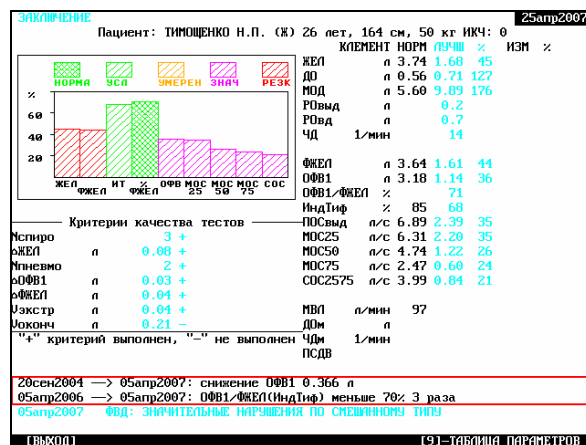 ЗАКЛЮЧЕНИЕ 25апр2007
Пациент: ТИМОЩЕНКО Н.П. (Ж) 26 лет, 164 см, 50 кг ИКЧ: 0
КЛЕМЕНТ НОРМ ЛУЧШ % ИЗМ %
ЖЕЛ л 3.74 1.68 45
ДО л 0.56 0.71 127
МОД л 5.60 9.89 176
РОвыд л 0.2
РОвд л 0.7
ЧД 1/мин 14
ФЖЕЛ л 3.64 1.61 44
ОФВ1 л 3.18 1.14 36
ОФВ1/ФЖЕЛ % 71
ИндТиф % 85 68
ПОСвыд л/с 6.89 2.39 35
МОС25 л/с 6.31 2.20 35
МОС50 л/с 4.74 1.22 26
МОС75 л/с 2.47 0.60 24
СОС2575 л/с 3.99 0.84 21
МВЛ л/мин 97
ДОм л
ЧДм 1/мин
ПСДВ
НОРМА УСЛ УМЕРЕН ЗНАЧ РЕЗК
%
60
40
20
ЖЕЛ ФЖЕЛ ИТ % ФЖЕЛ ОФВ МОС 25 МОС 50 МОС 75 СОС
Критерии качества тестов
Nспиро 3 +
△ЖЕЛ л 0.08 +
Nпневмо 2 +
△ОФВ1 л 0.03 +
△ФЖЕЛ л 0.04 +
Vэкстр л 0.04 +
Vоконч л 0.21 −
"+" критерий выполнен, "−" не выполнен
20сен2004 —> 05апр2007: снижение ОФВ1 0.366 л
05апр2006 —> 05апр2007: ОФВ1/ФЖЕЛ(ИндТиф) меньше 70% 3 раза
05апр2007 ФВД: ЗНАЧИТЕЛЬНЫЕ НАРУШЕНИЯ ПО СМЕШАННОМУ ТИПУ
[ВЫХОД] [9]-ТАБЛИЦА ПАРАМЕТРОВ